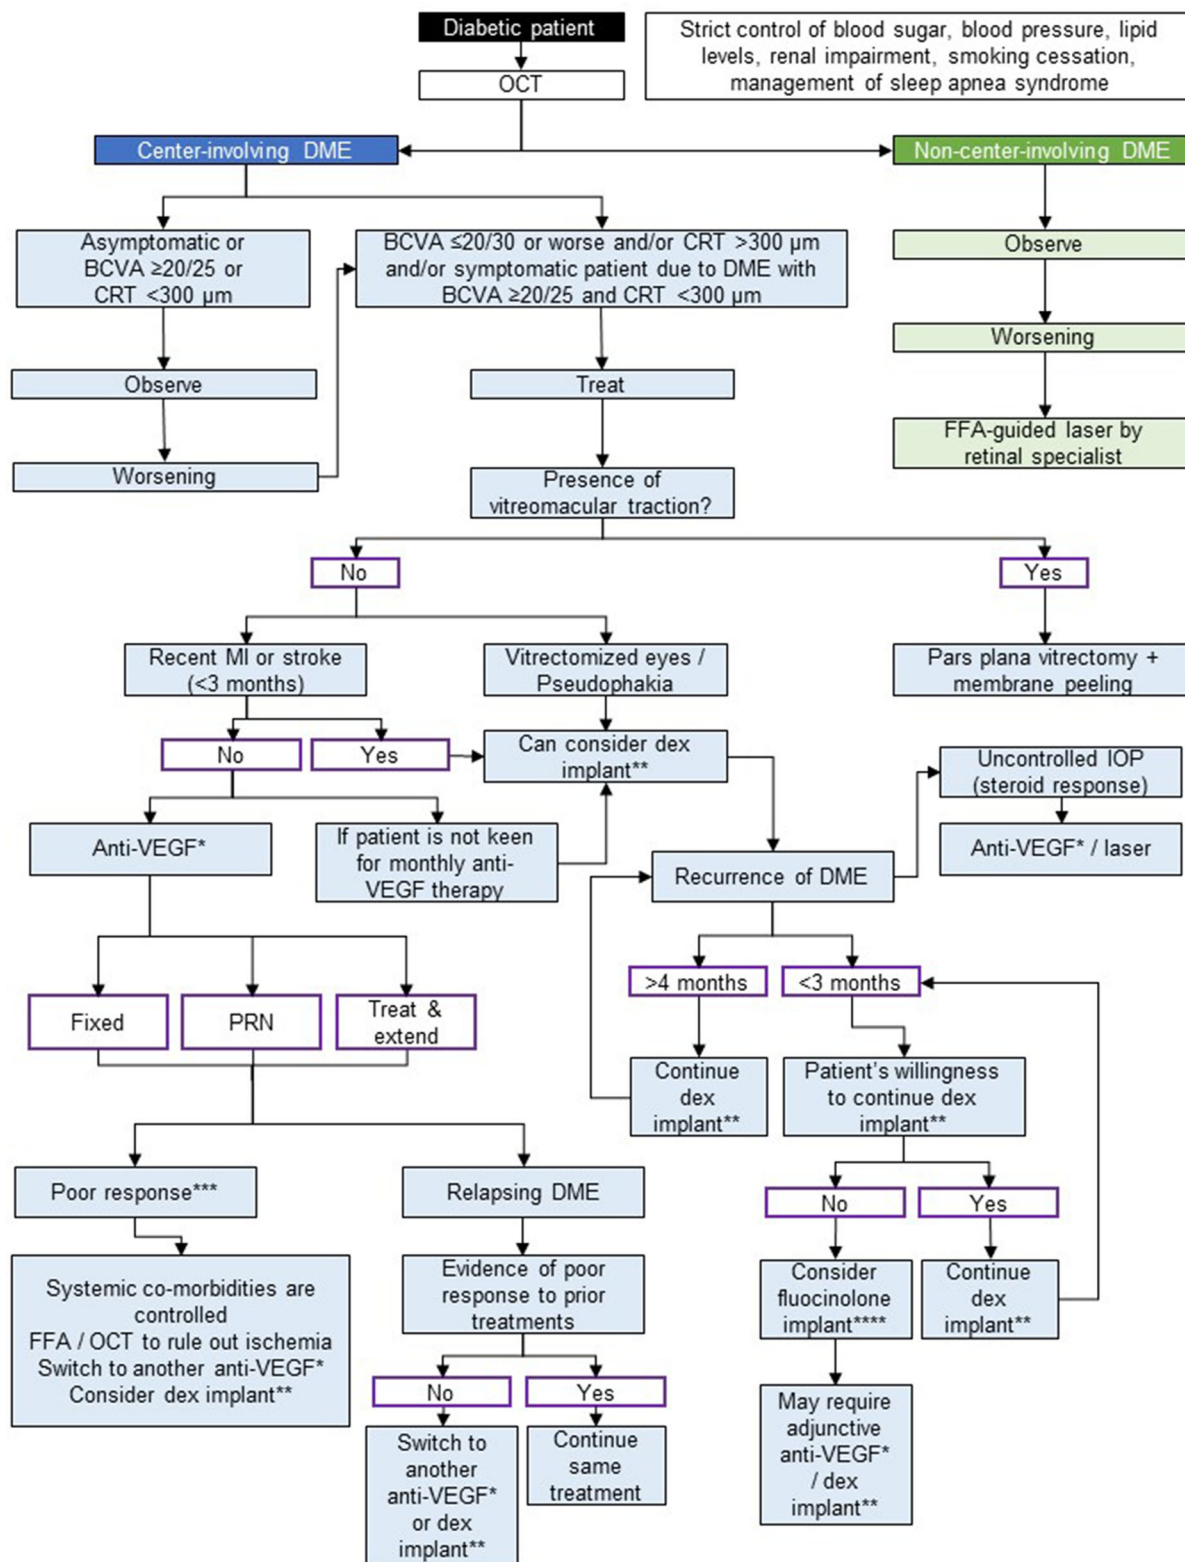 Diabetic patient
Strict control of blood sugar, blood pressure, lipid
levels, renal impairment, smoking cessation,
management of sleep apnea syndrome
OCT
Center-involving DME
Non-center-involving DME
Asymptomatic or
BCVA ≥20/25 or
CRT <300 µm
BCVA ≤20/30 or worse and/or CRT >300 µm
and/or symptomatic patient due to DME with
BCVA ≥20/25 and CRT <300 µm
Observe
Worsening
FFA-guided laser by
retinal specialist
Observe
Worsening
Treat
Presence of
vitreomacular traction?
No
Yes
Recent MI or stroke
(<3 months)
Vitrectomized eyes /
Pseudophakia
Pars plana vitrectomy +
membrane peeling
No
Yes
Can consider dex
implant**
Uncontrolled IOP
(steroid response)
Anti-VEGF* / laser
Anti-VEGF*
If patient is not keen
for monthly anti-
VEGF therapy
Recurrence of DME
>4 months
<3 months
Fixed
PRN
Treat &
extend
Continue
dex
implant**
Patient's willingness
to continue dex
implant**
Poor response***
Relapsing DME
No
Yes
Systemic co-morbidities are
controlled
FFA / OCT to rule out ischemia
Switch to another anti-VEGF*
Consider dex implant**
Evidence of poor
response to prior
treatments
Consider
fluocinolone
implant****
Continue
dex
implant**
No
Yes
Switch to
another
anti-VEGF*
or dex
implant**
Continue
same
treatment
May require
adjunctive
anti-VEGF*
/ dex
implant**